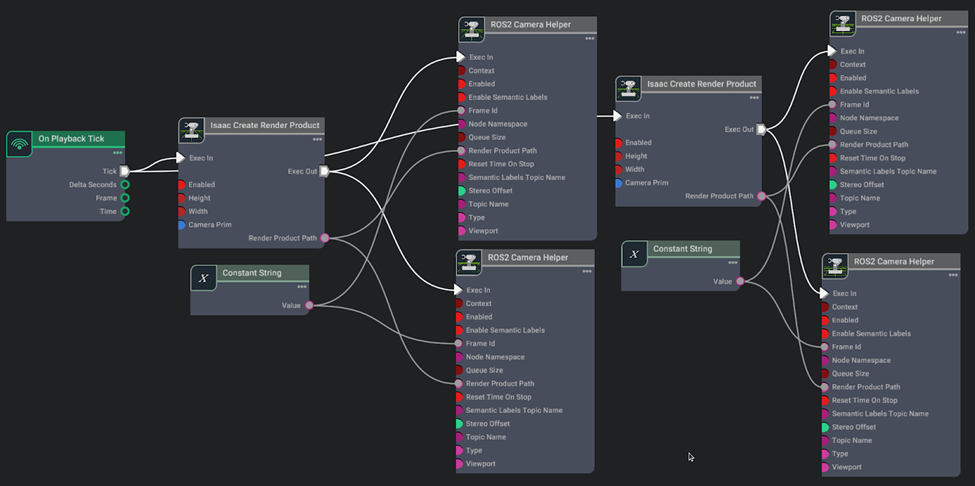 On Playback Tick
Tick
Delta Seconds
Frame
Time
Isaac Create Render Product
Exec In
Exec Out
Enabled
Height
Width
Camera Prim
Render Product Path
X
Constant String
Value
ROS2 Camera Helper
Exec In
Context
Enabled
Enable Semantic Labels
Frame Id
Node Namespace
Queue Size
Render Product Path
Reset Time On Stop
Semantic Labels Topic Name
Stereo Offset
Topic Name
Type
Viewport
ROS2 Camera Helper
Exec In
Context
Enabled
Enable Semantic Labels
Frame Id
Node Namespace
Queue Size
Render Product Path
Reset Time On Stop
Semantic Labels Topic Name
Stereo Offset
Topic Name
Type
Viewport
Isaac Create Render Product
Exec In
Exec Out
Enabled
Height
Width
Camera Prim
Render Product Path
X
Constant String
Value
ROS2 Camera Helper
Exec In
Context
Enabled
Enable Semantic Labels
Frame Id
Node Namespace
Queue Size
Render Product Path
Reset Time On Stop
Semantic Labels Topic Name
Stereo Offset
Topic Name
Type
Viewport
ROS2 Camera Helper
Exec In
Context
Enabled
Enable Semantic Labels
Frame Id
Node Namespace
Queue Size
Render Product Path
Reset Time On Stop
Semantic Labels Topic Name
Stereo Offset
Topic Name
Type
Viewport